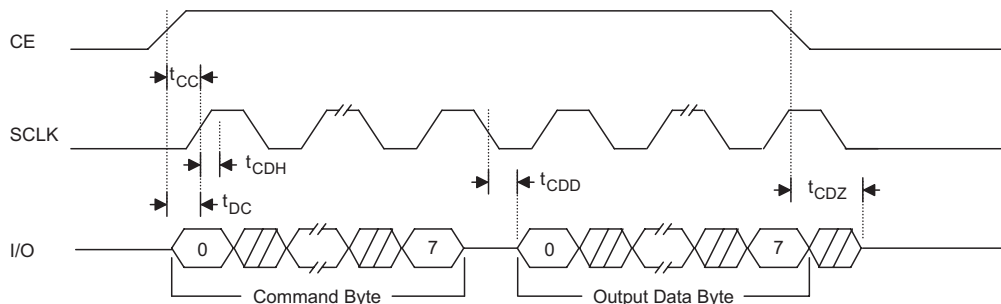 CE
tCC
SCLK
tCDH
tCDD
tCDZ
tDC
I/O
0
7
0
7
Command Byte
Output Data Byte